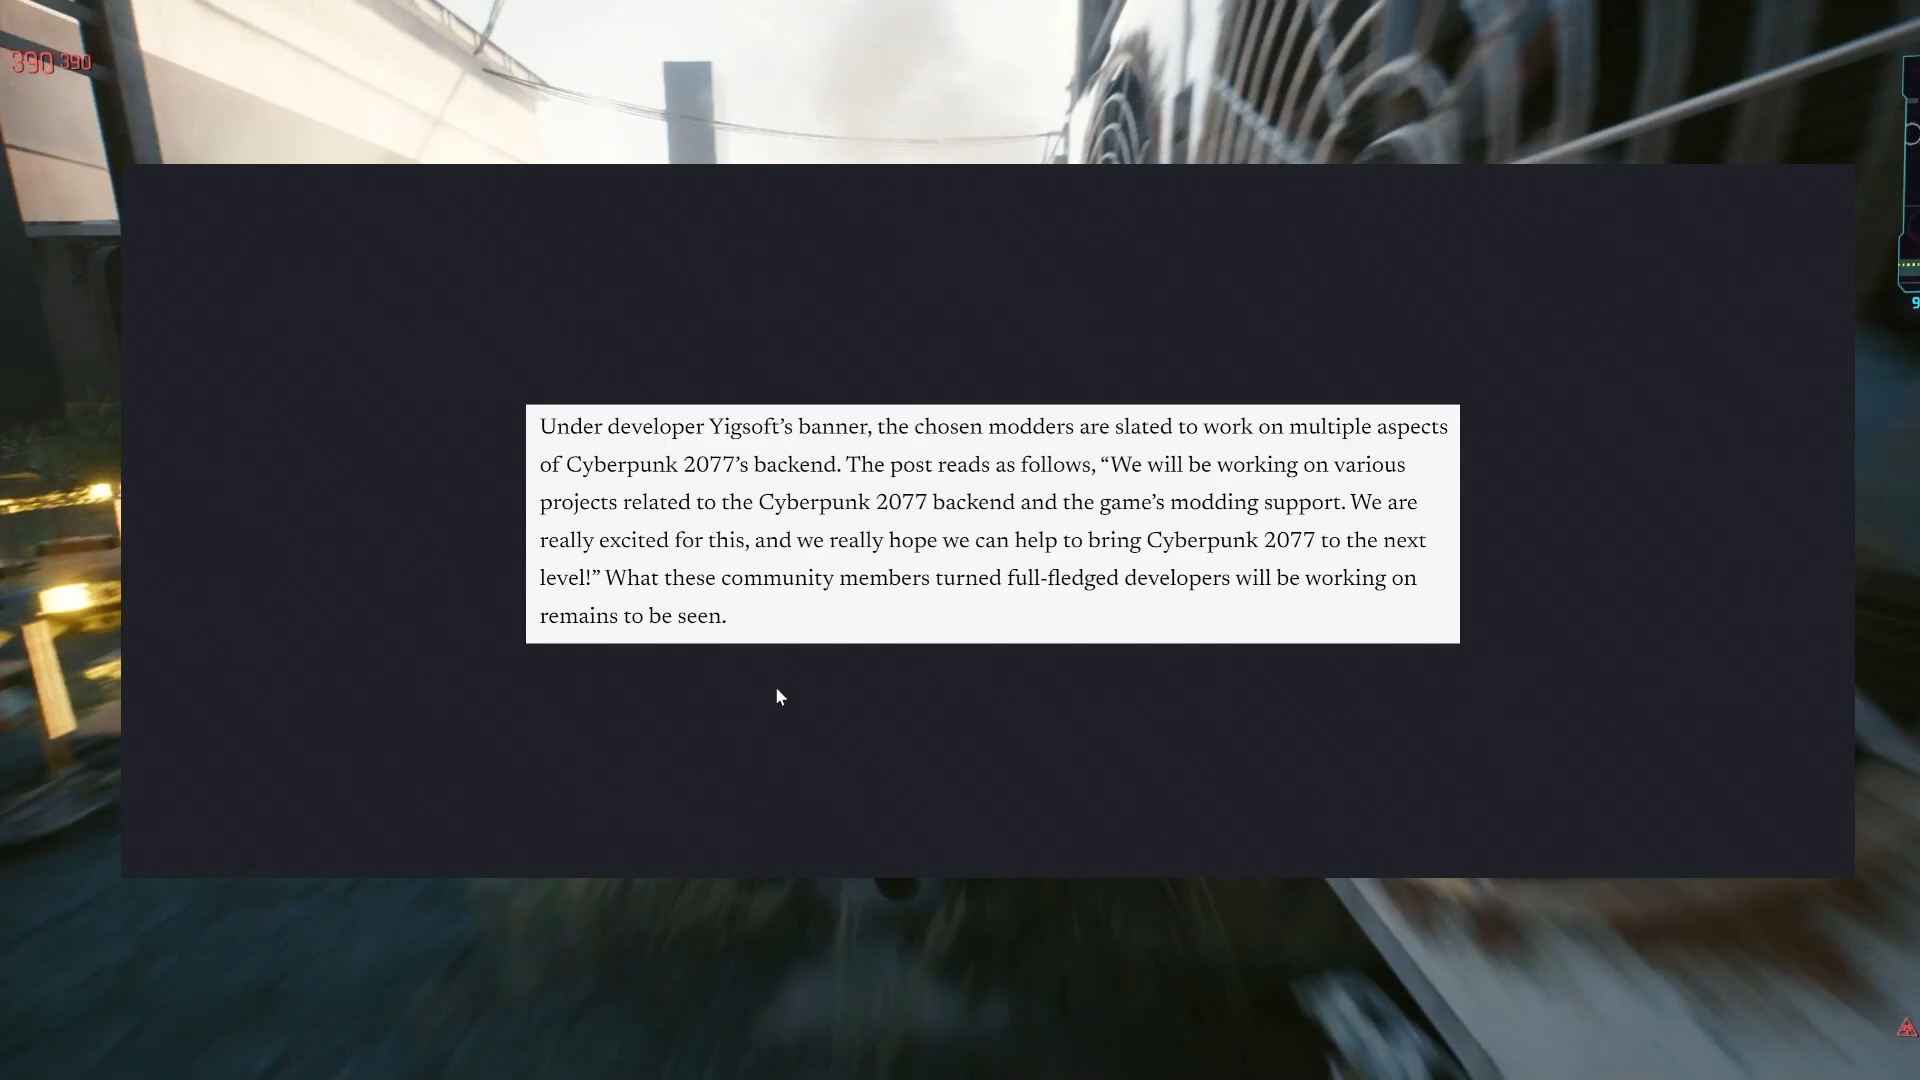 390 390
Under developer Yigsoft’s banner, the chosen modders are slated to work on multiple aspects
of Cyberpunk 2077’s backend. The post reads as follows, “We will be working on various
projects related to the Cyberpunk 2077 backend and the game’s modding support. We are
really excited for this, and we really hope we can help to bring Cyberpunk 2077 to the next
level!” What these community members turned full-fledged developers will be working on
remains to be seen.
9